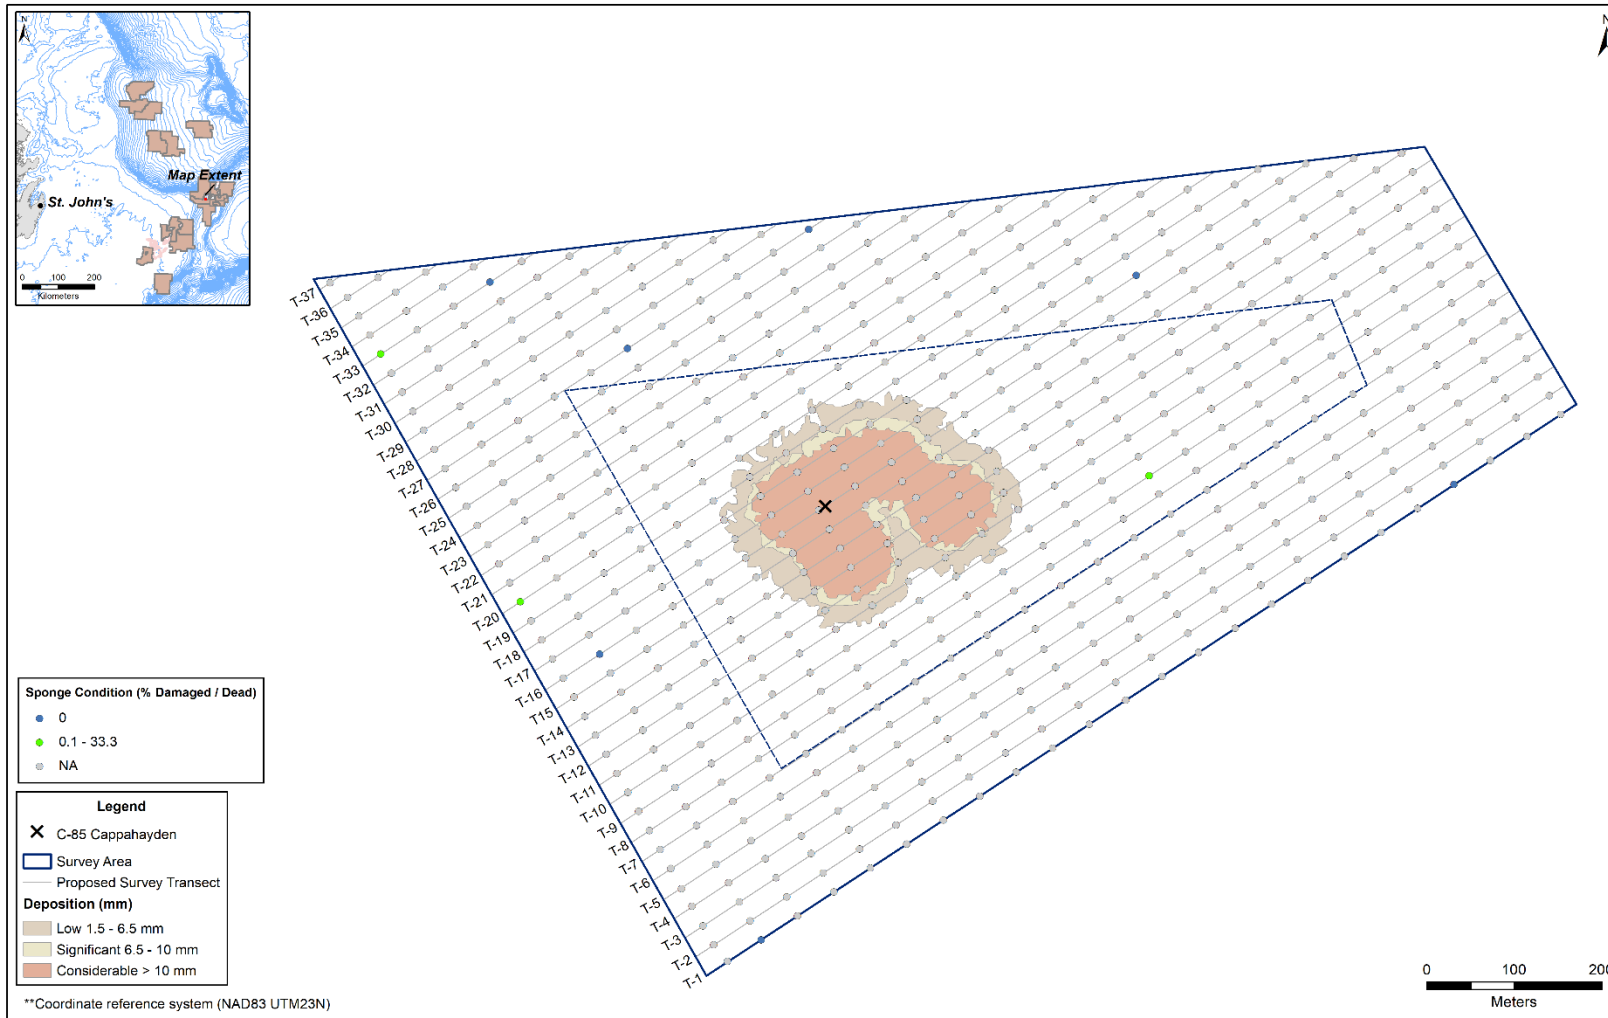 N
N
Map Extent
St. John's
0 100 200
Kilometers
T-37
T-36
T-35
T-34
T-33
T-32
T-31
T-30
T-29
T-28
T-27
T-26
T-25
T-24
T-23
T-22
T-21
T-20
T-19
T-18
T-17
T-16
T15
T-14
T-13
T-12
T-11
T-10
T-9
T-8
T-7
T-6
T-5
T-4
T-3
T-2
T-1
Sponge Condition (% Damaged / Dead)
0
0.1 - 33.3
NA
Legend
C-85 Cappahayden
Survey Area
Proposed Survey Transect
Deposition (mm)
Low 1.5 - 6.5 mm
Significant 6.5 - 10 mm
Considerable > 10 mm
**Coordinate reference system (NAD83 UTM23N)
0 100 200
Meters